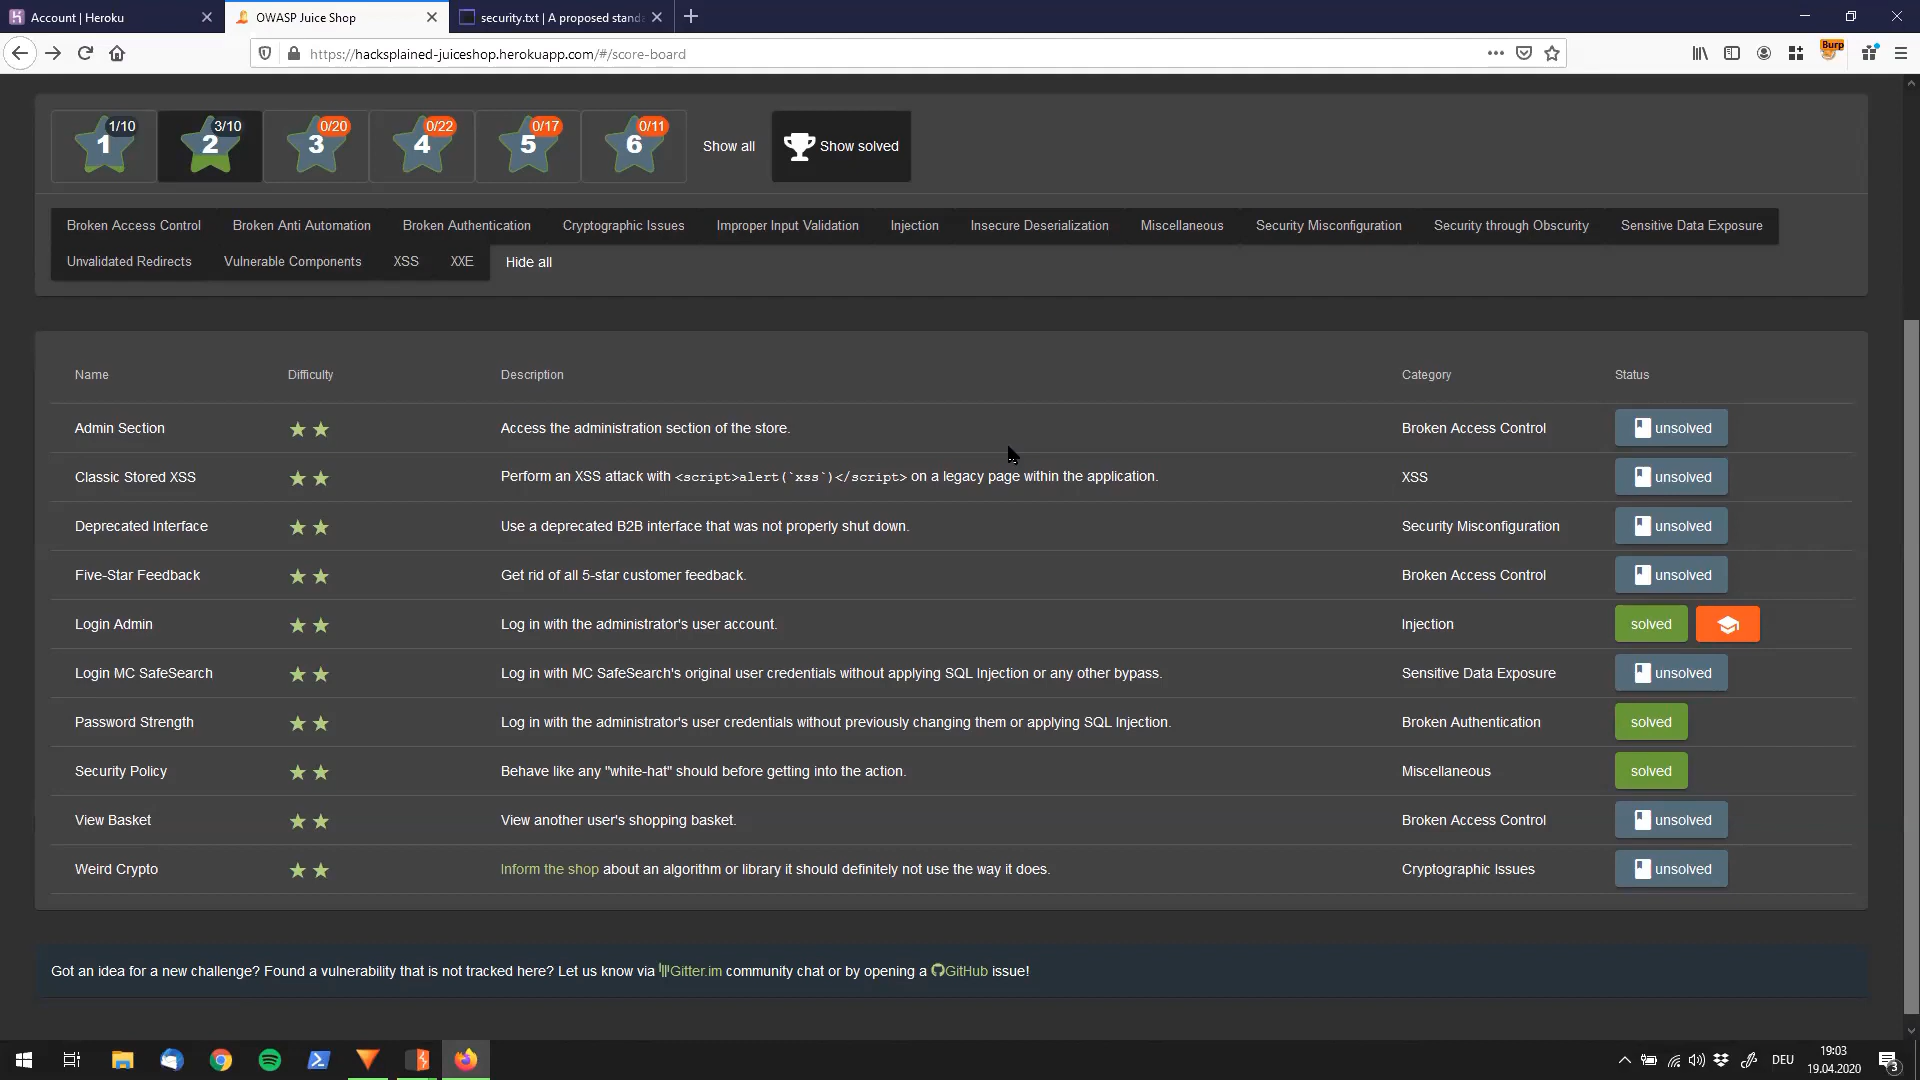 Account | Heroku
OWASP Juice Shop
security.txt | A proposed standa
https://hacksplained-juiceshop.herokuapp.com/#/score-board
Burp
1 1/10
2 3/10
3 0/20
4 0/22
5 0/17
6 0/11
Show all
Show solved
Broken Access Control Broken Anti Automation Broken Authentication Cryptographic Issues Improper Input Validation Injection Insecure Deserialization Miscellaneous Security Misconfiguration Security through Obscurity Sensitive Data Exposure
Unvalidated Redirects Vulnerable Components XSS XXE Hide all
Name Difficulty Description Category Status
Admin Section Access the administration section of the store. Broken Access Control unsolved
Classic Stored XSS Perform an XSS attack with <script>alert(`xss`)</script> on a legacy page within the application. XSS unsolved
Deprecated Interface Use a deprecated B2B interface that was not properly shut down. Security Misconfiguration unsolved
Five-Star Feedback Get rid of all 5-star customer feedback. Broken Access Control unsolved
Login Admin Log in with the administrator's user account. Injection solved
Login MC SafeSearch Log in with MC SafeSearch's original user credentials without applying SQL Injection or any other bypass. Sensitive Data Exposure unsolved
Password Strength Log in with the administrator's user credentials without previously changing them or applying SQL Injection. Broken Authentication solved
Security Policy Behave like any "white-hat" should before getting into the action. Miscellaneous solved
View Basket View another user's shopping basket. Broken Access Control unsolved
Weird Crypto Inform the shop about an algorithm or library it should definitely not use the way it does. Cryptographic Issues unsolved
Got an idea for a new challenge? Found a vulnerability that is not tracked here? Let us know via Gitter.im community chat or by opening a GitHub issue!
DEU
19:03
19.04.2020
3